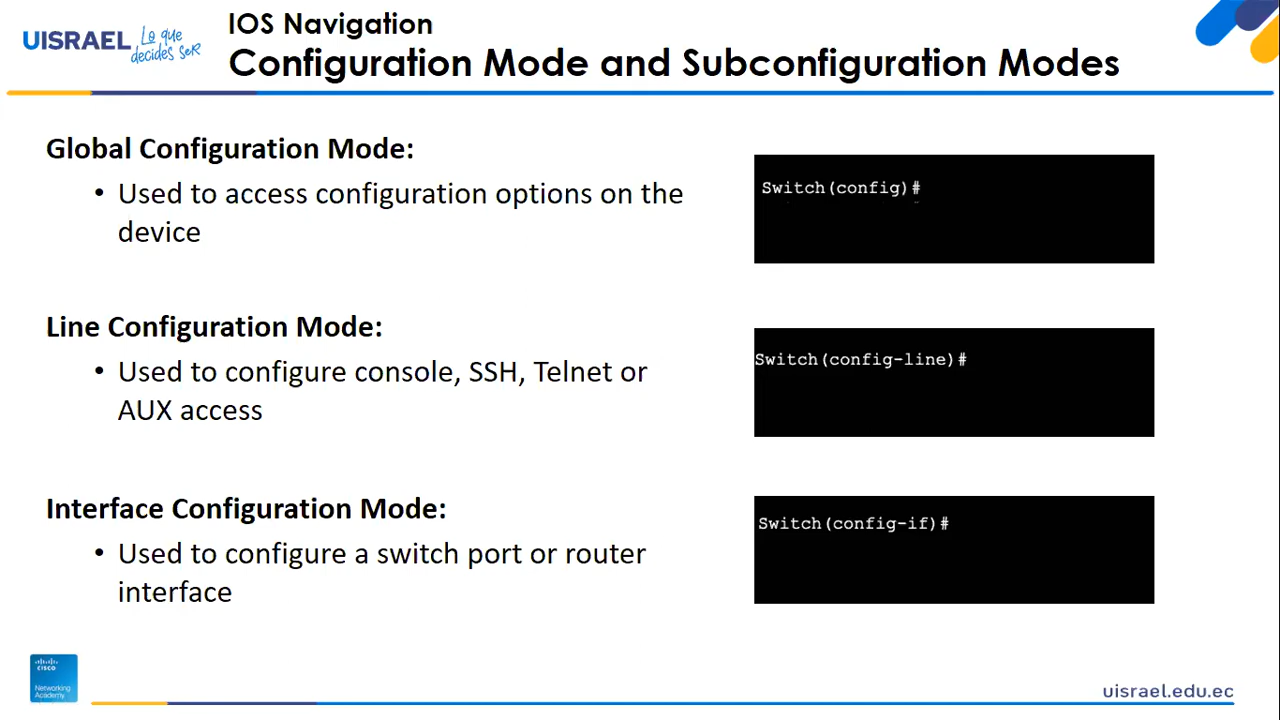 UISRAEL Lo que decides seR
IOS Navigation
Configuration Mode and Subconfiguration Modes
Global Configuration Mode:
• Used to access configuration options on the
device
Switch(config)#
Line Configuration Mode:
• Used to configure console, SSH, Telnet or
AUX access
Switch(config-line)#
Interface Configuration Mode:
• Used to configure a switch port or router
interface
Switch(config-if)#
cisco
Networking
Academy
uisrael.edu.ec